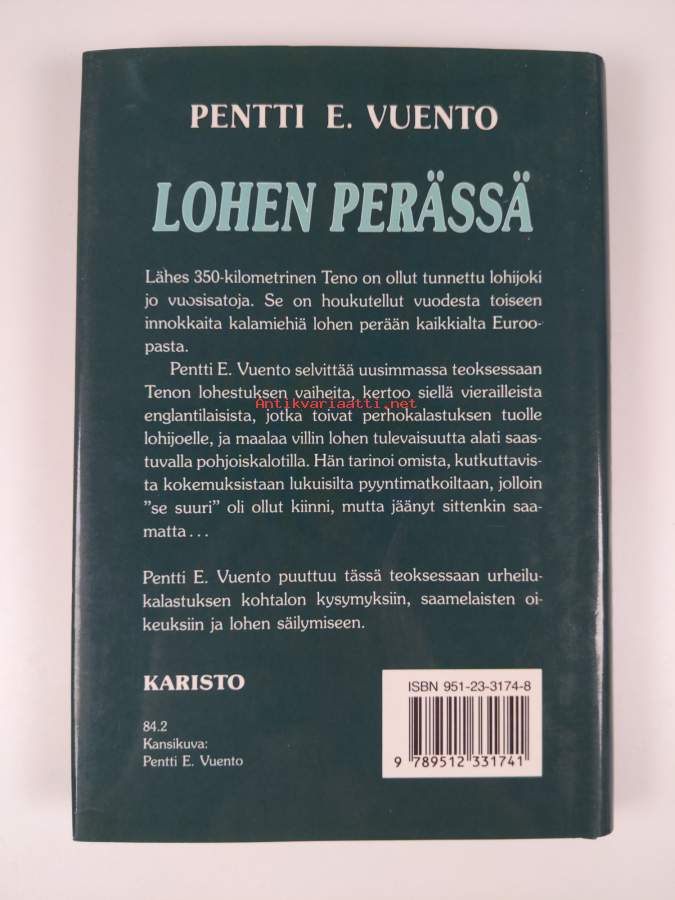 PENTTI E. VUENTO
LOHEN PERÄSSÄ
Lähes 350-kilometrinen Teno on ollut tunnettu lohijoki
jo vuosisatoja. Se on houkutellut vuodesta toiseen
innokkaita kalamiehiä lohen perään kaikkialta Euroo-
pasta.
Pentti E. Vuento selvittää uusimmassa teoksessaan
Tenon lohestuksen vaiheita, kertoo siellä vierailleista
Antikvariaatti.net
englantilaisista, jotka toivat perhokalastuksen tuolle
lohijoelle, ja maalaa villin lohen tulevaisuutta alati saas-
tuvalla pohjoiskalotilla. Hän tarinoi omista, kutkuttavis-
ta kokemuksistaan lukuisilta pyyntimatkoiltaan, jolloin
"se suuri" oli ollut kiinni, mutta jäänyt sittenkin saa-
matta...
Pentti E. Vuento puuttuu tässä teoksessaan urheilu-
kalastuksen kohtalon kysymyksiin, saamelaisten oi-
keuksiin ja lohen säilymiseen.
KARISTO
84.2
Kansikuva:
Pentti E. Vuento
ISBN 951-23-3174-8
9 789512 331741